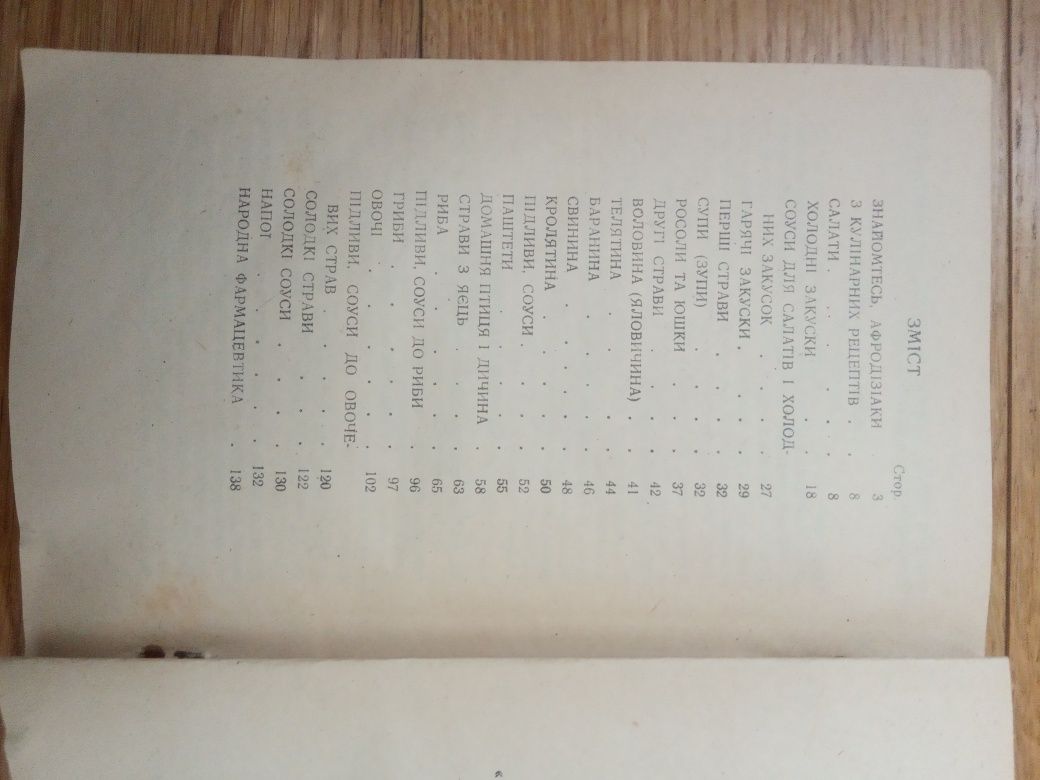 ЗМІСТ
Стор.
ЗНАЙОМТЕСЬ, АФРОДІЗІАКИ 3
З КУЛІНАРНИХ РЕЦЕПТІВ . 8
САЛАТИ . . . . . 8
ХОЛОДНІ ЗАКУСКИ . . 18
СОУСИ ДЛЯ САЛАТІВ І ХОЛОД-
НИХ ЗАКУСОК . . . . 27
ГАРЯЧІ ЗАКУСКИ . . . . 29
ПЕРШІ СТРАВИ . . . . 32
СУПИ (ЗУПИ) . . . . 32
РОСОЛИ ТА ЮШКИ . . . 37
ДРУГІ СТРАВИ . . . 42
ВОЛОВИНА (ЯЛОВИЧИНА) . . 41
ТЕЛЯТИНА . . . . 44
БАРАНИНА . . . . . 46
СВИНИНА . . . . . 48
КРОЛЯТИНА . . . . . 50
ПІДЛИВИ, СОУСИ . . . . 52
ПАШТЕТИ . . . . . 55
ДОМАШНЯ ПТИЦЯ І ДИЧИНА . 58
СТРАВИ З ЯЄЦЬ . . . . 63
РИБА . . . . . . 65
ПІДЛИВИ, СОУСИ ДО РИБИ . 96
ГРИБИ . . . . . 97
ОВОЧІ . . . . . . 102
ПІДЛИВИ, СОУСИ ДО ОВОЧЕ-
ВИХ СТРАВ . . . . 120
СОЛОДКІ СТРАВИ . . . 122
СОЛОДКІ СОУСИ . . . . 130
НАПОЇ . . . . . 132
НАРОДНА ФАРМАЦЕВТИКА . 138
«